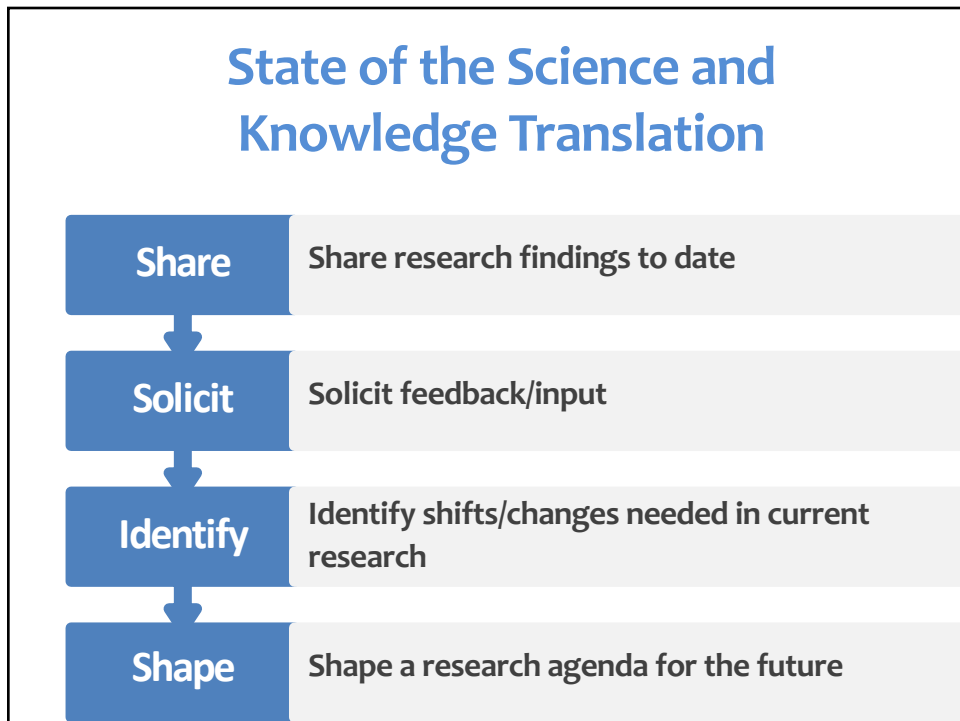 State of the Science and
Knowledge Translation
Share
Share research findings to date
Solicit
Solicit feedback/input
Identify
Identify shifts/changes needed in current
research
Shape
Shape a research agenda for the future